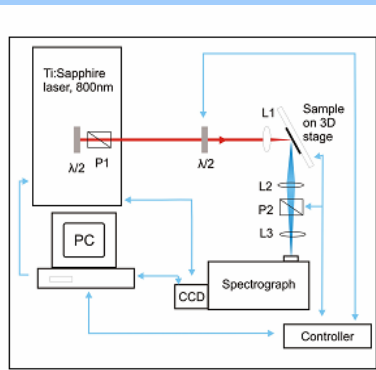 Ti:Sapphire
laser, 800nm
λ/2
P1
λ/2
L1
Sample
on 3D
stage
L2
P2
L3
PC
CCD
Spectrograph
Controller